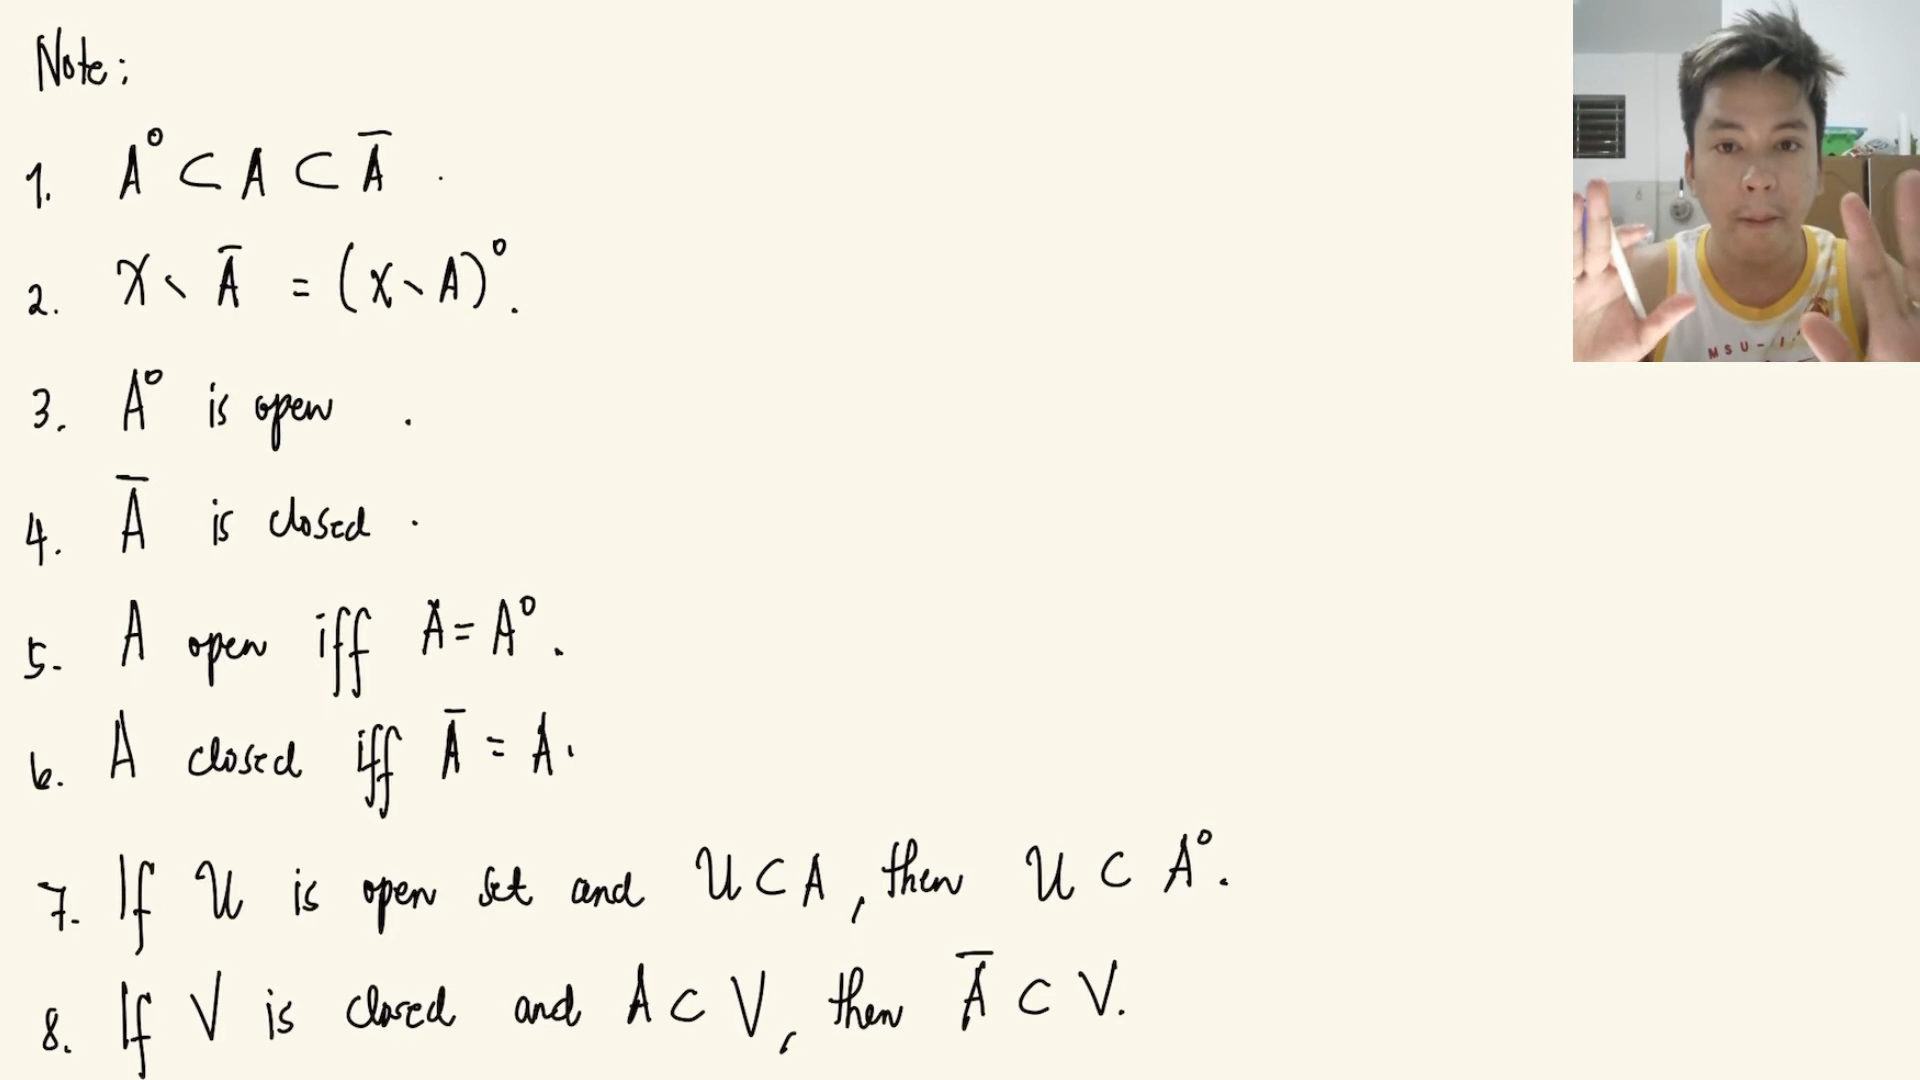 Note:
1. A° ⊂ A ⊂ A̅.
2. X∖A̅ = (X∖A)°.
3. A° is open.
4. A̅ is closed.
5. A open iff A = A°.
6. A closed iff A̅ = A.
7. If U is open set and U ⊂ A, then U ⊂ A°.
8. If V is closed and A ⊂ V, then A̅ ⊂ V.
MSU-